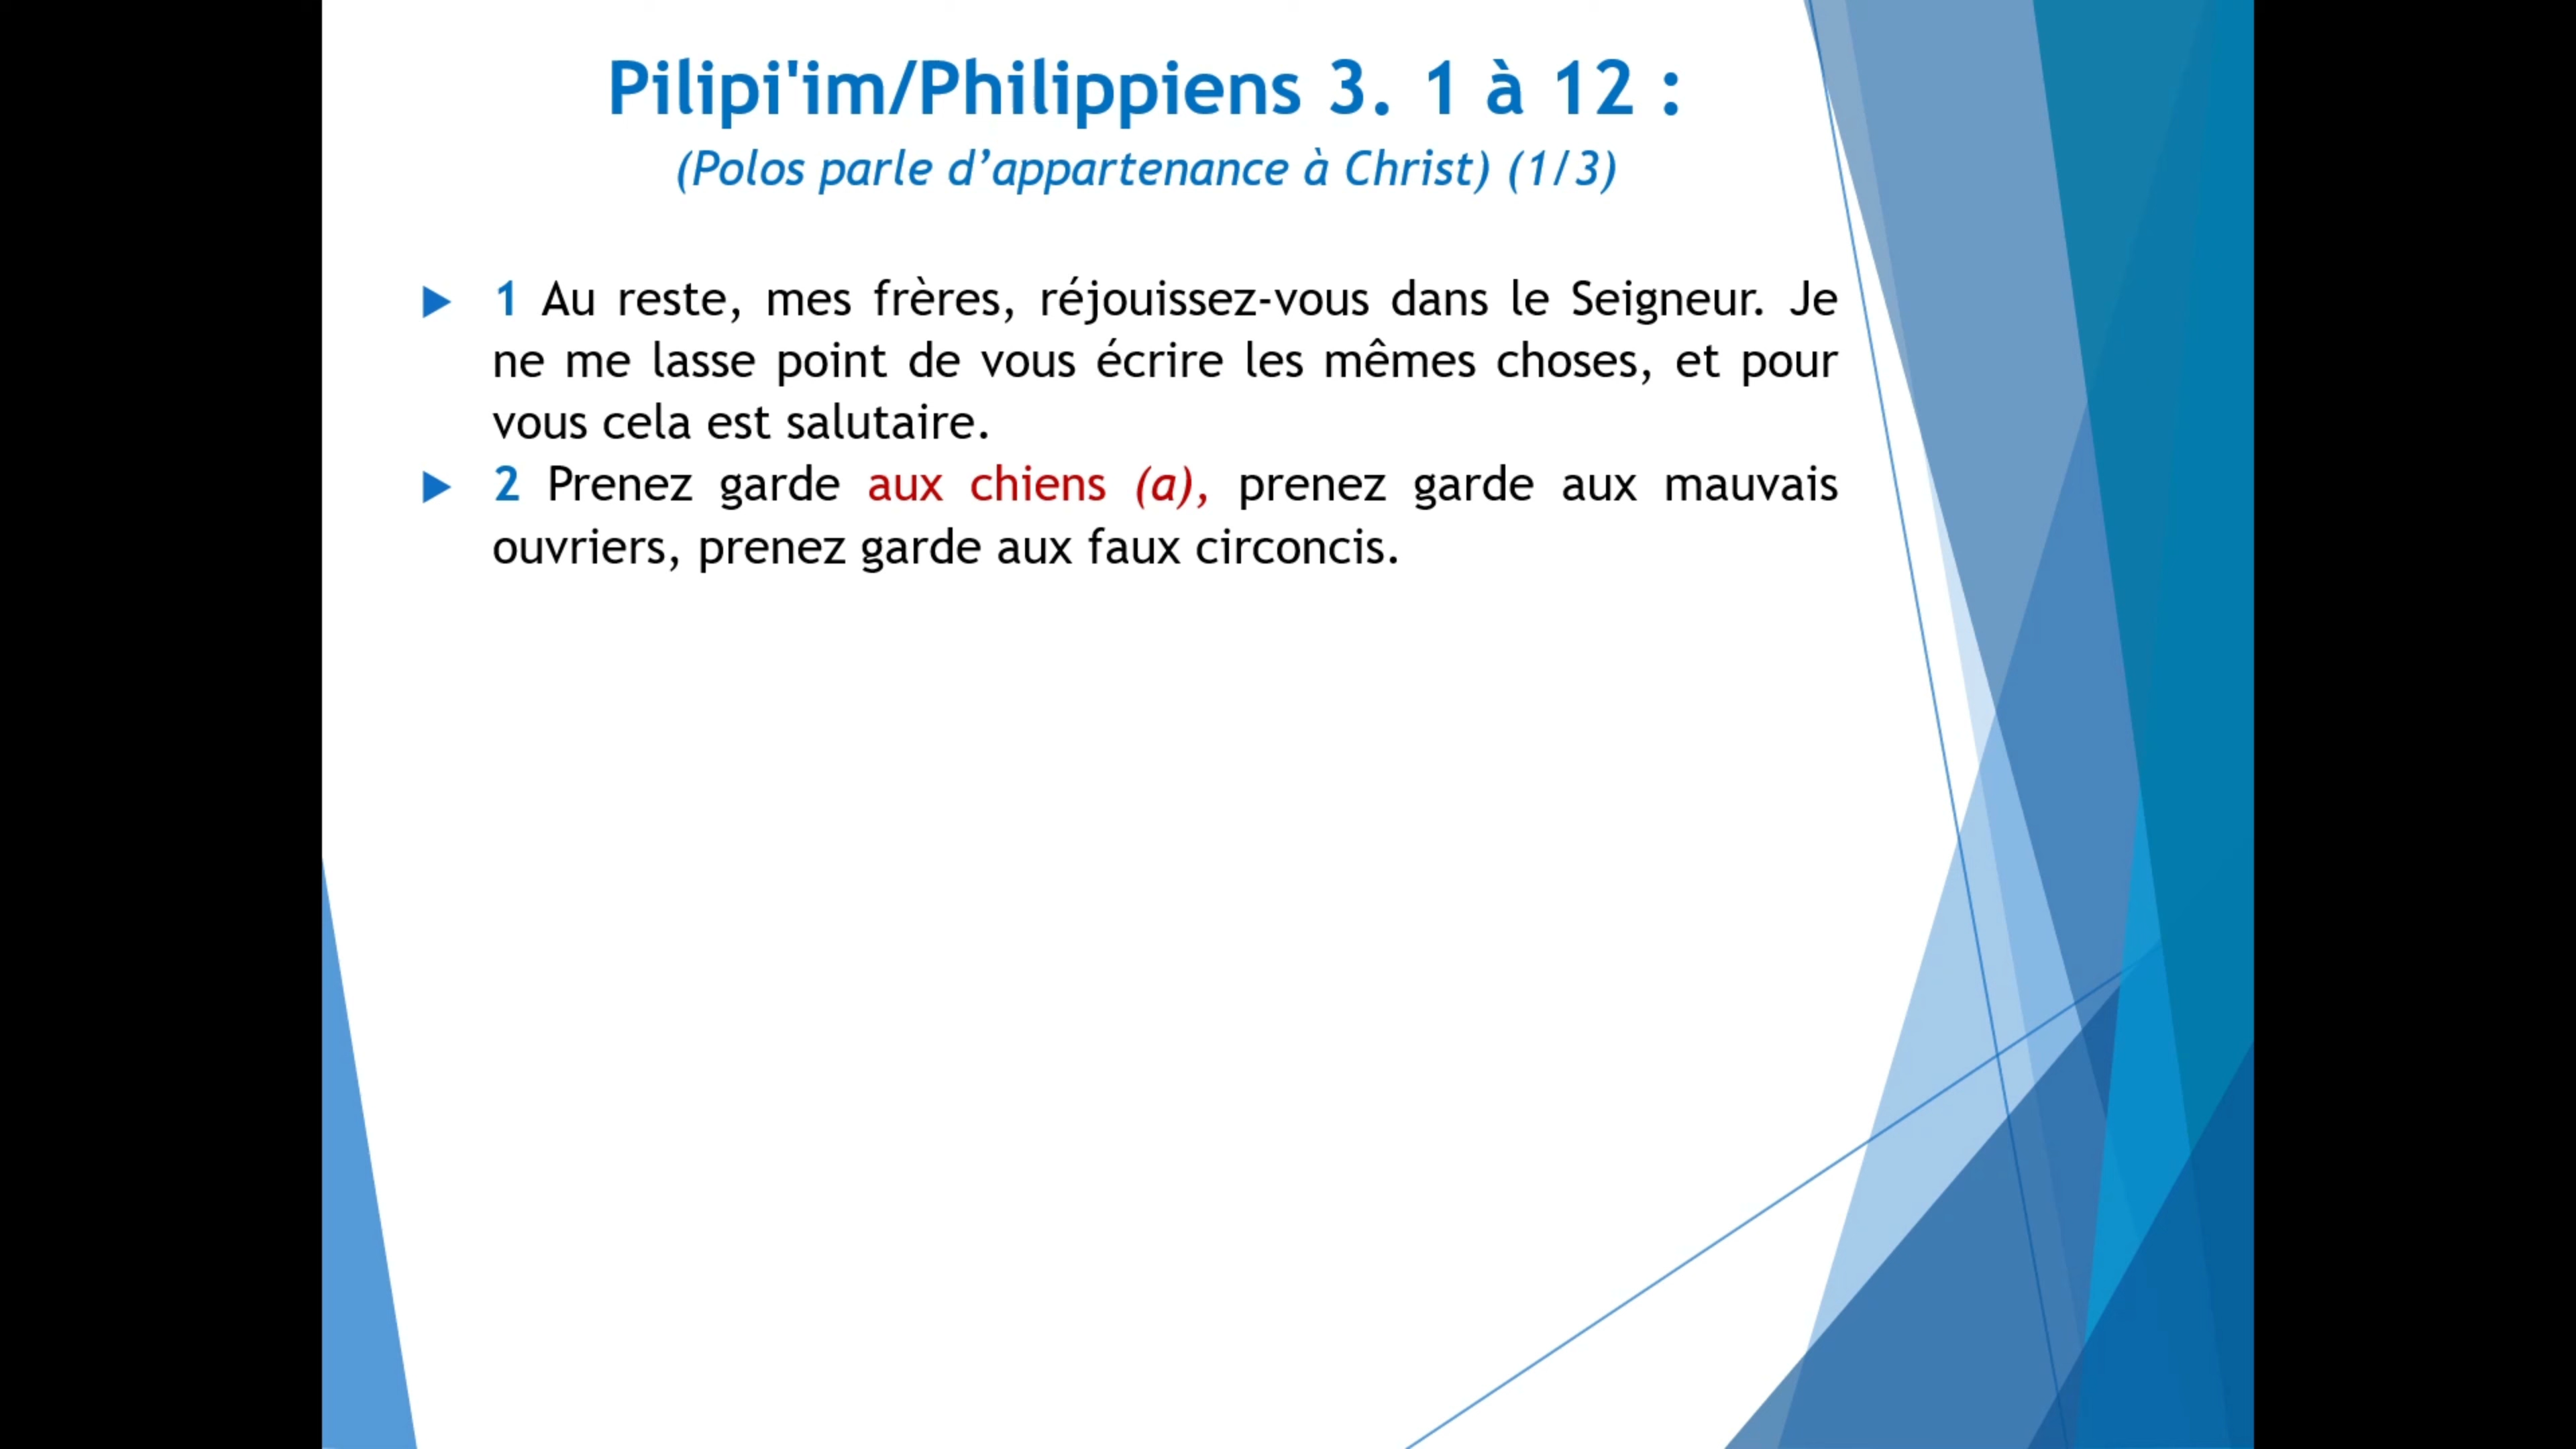 Pilipi'im/Philippiens 3. 1 à 12 :
(Polos parle d’appartenance à Christ) (1/3)
1 Au reste, mes frères, réjouissez-vous dans le Seigneur. Je
ne me lasse point de vous écrire les mêmes choses, et pour
vous cela est salutaire.
2 Prenez garde aux chiens (a), prenez garde aux mauvais
ouvriers, prenez garde aux faux circoncis.